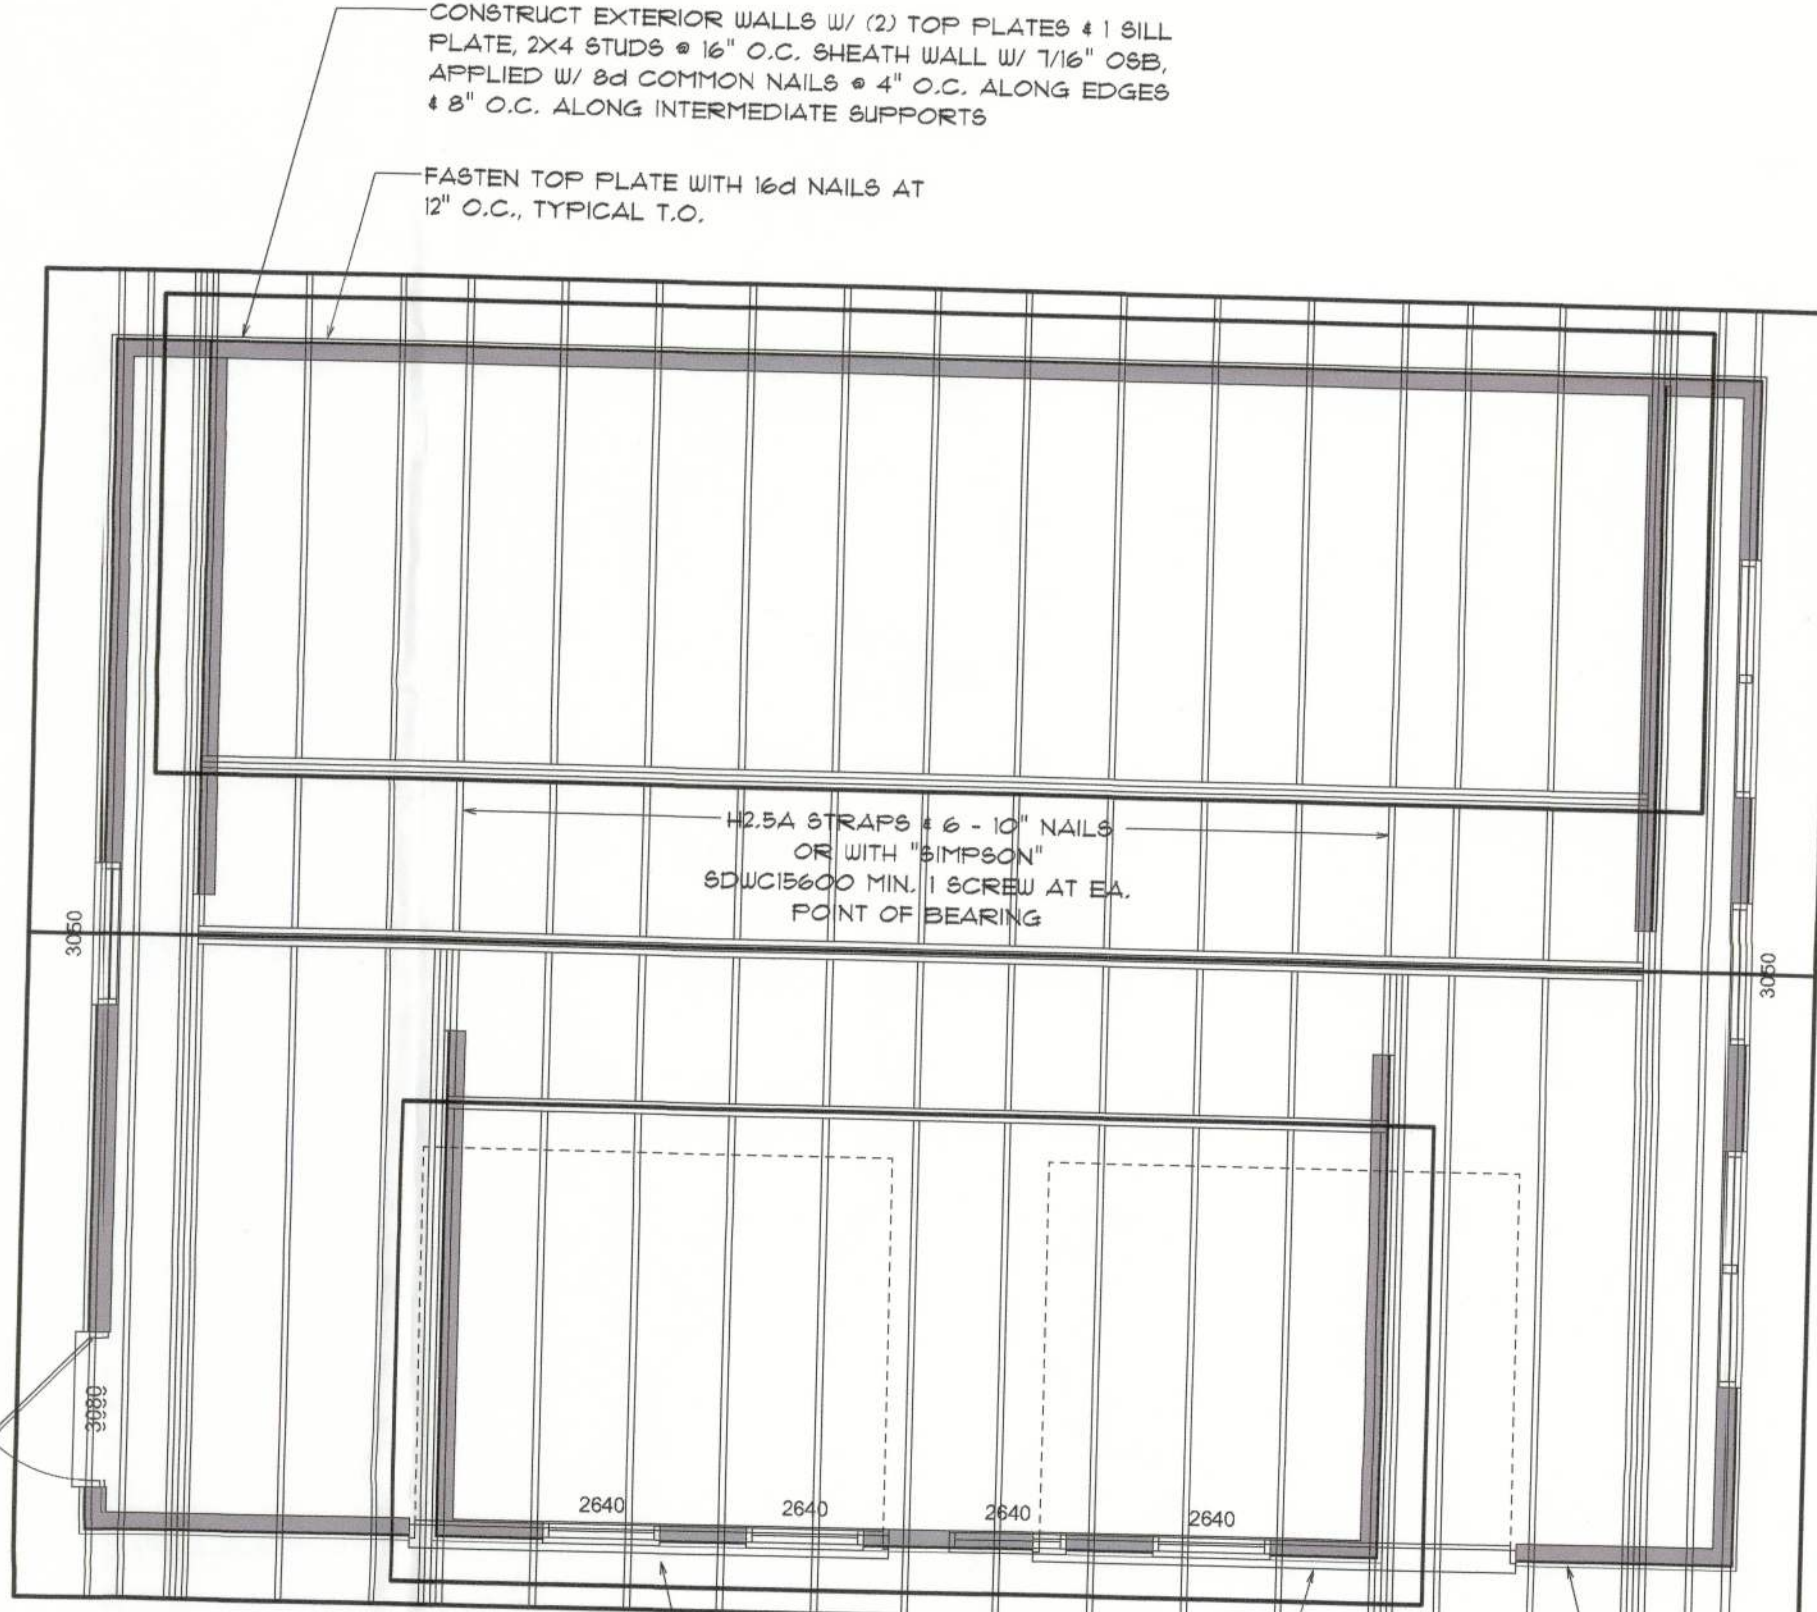 CONSTRUCT EXTERIOR WALLS W/ (2) TOP PLATES & 1 SILL
PLATE, 2X4 STUDS @ 16" O.C. SHEATH WALL W/ 7/16" OSB,
APPLIED W/ 8d COMMON NAILS @ 4" O.C. ALONG EDGES
& 8" O.C. ALONG INTERMEDIATE SUPPORTS
FASTEN TOP PLATE WITH 16d NAILS AT
12" O.C., TYPICAL T.O.
H2.5A STRAPS & 6 - 10" NAILS
OR WITH "SIMPSON"
SDWC15600 MIN. 1 SCREW AT EA.
POINT OF BEARING
3050
3050
3080
2640
2640
2640
2640